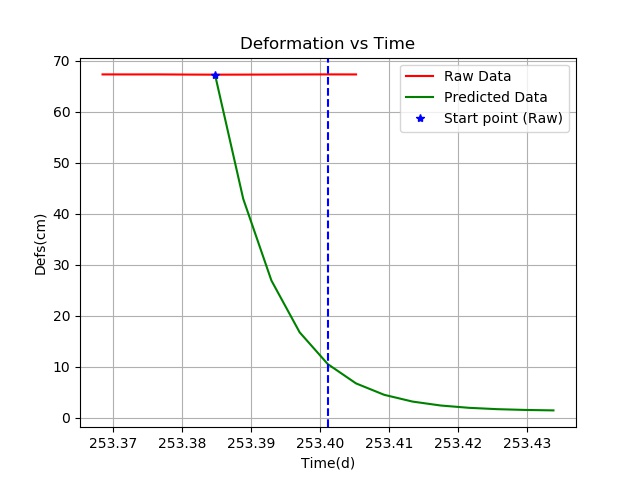 Deformation vs Time
Raw Data
Predicted Data
Start point (Raw)
Defs(cm)
70
60
50
40
30
20
10
0
253.37 253.38 253.39 253.40 253.41 253.42 253.43
Time(d)